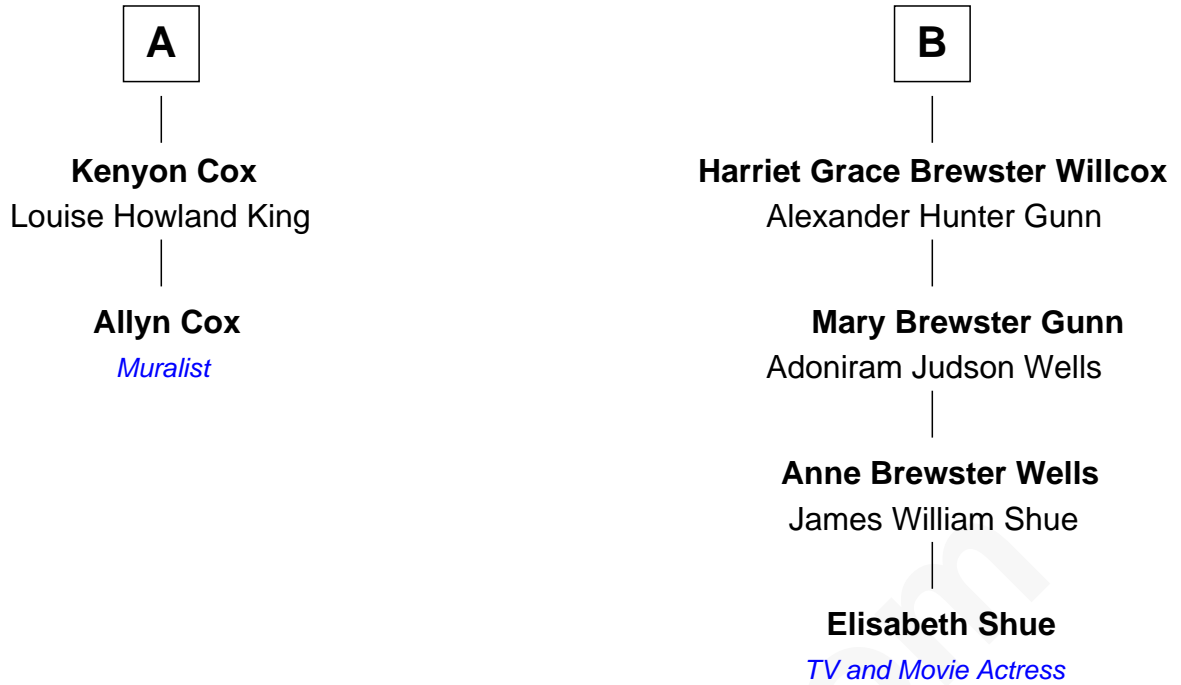 A
Kenyon Cox
Louise Howland King
Allyn Cox
Muralist
B
Harriet Grace Brewster Willcox
Alexander Hunter Gunn
Mary Brewster Gunn
Adoniram Judson Wells
Anne Brewster Wells
James William Shue
Elisabeth Shue
TV and Movie Actress